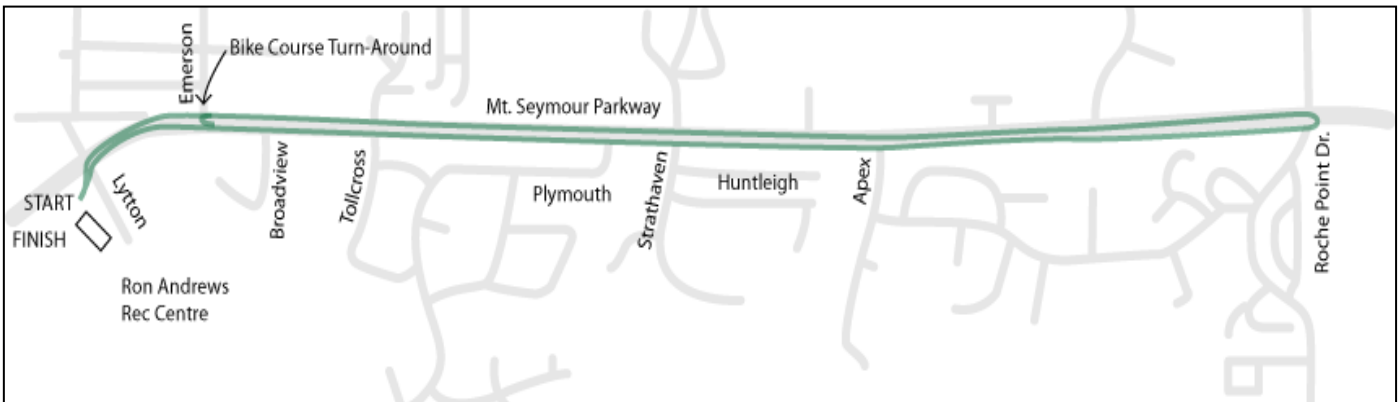 Emerson
Bike Course Turn-Around
Mt. Seymour Parkway
START
FINISH
Lytton
Broadview
Tollcross
Plymouth
Strathaven
Huntleigh
Apex
Roche Point Dr.
Ron Andrews
Rec Centre